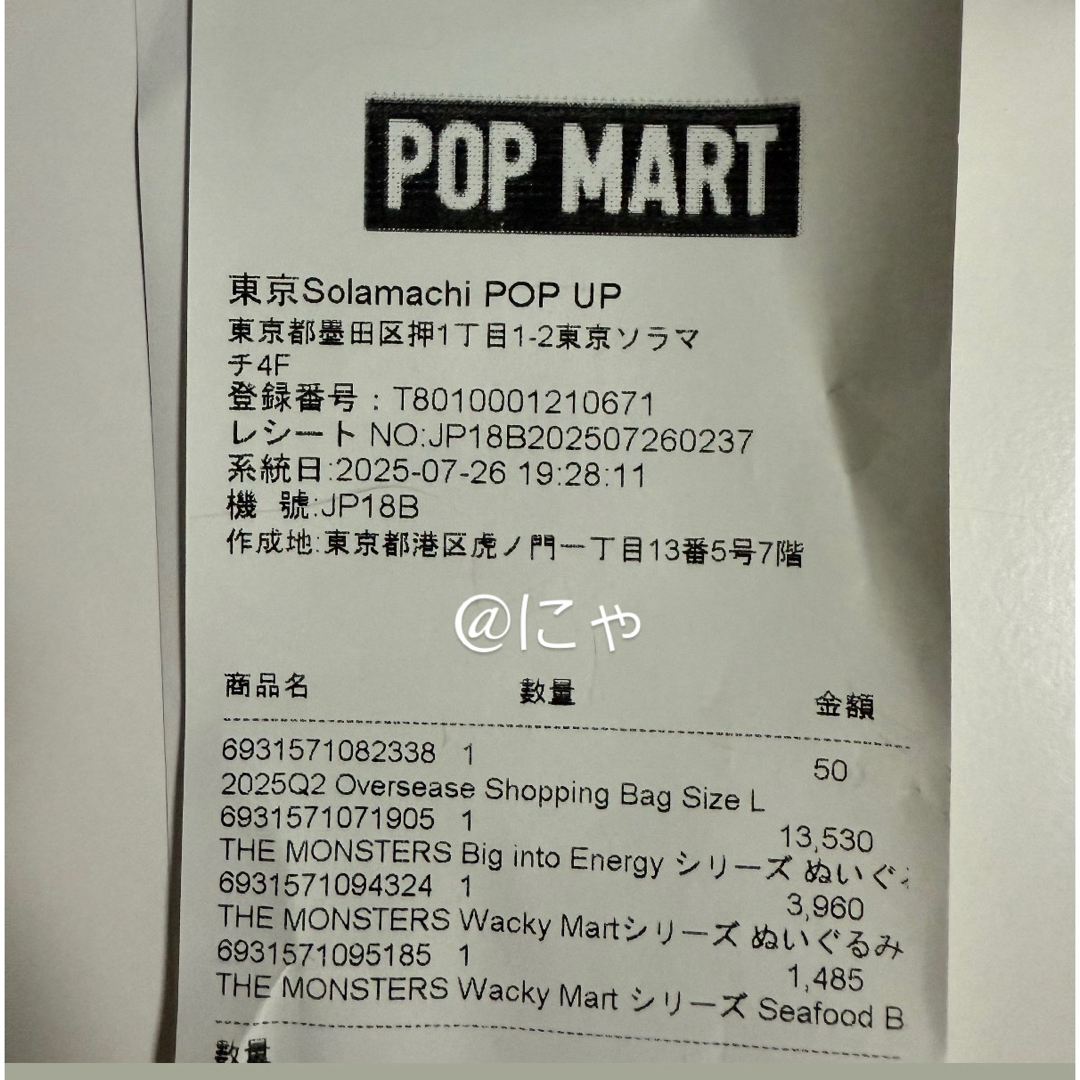 POP MART
東京Solamachi POP UP
東京都墨田区押1丁目1-2東京ソラマ
チ4F
登録番号：T8010001210671
レシート NO:JP18B202507260237
系統日:2025-07-26 19:28:11
機 號:JP18B
作成地:東京都港区虎ノ門一丁目13番5号7階
@にゃ
商品名 數量 金額
6931571082338 1 50
2025Q2 Oversease Shopping Bag Size L
6931571071905 1 13,530
THE MONSTERS Big into Energy シリーズ ぬいぐ
6931571094324 1 3,960
THE MONSTERS Wacky Martシリーズ ぬいぐるみ
6931571095185 1 1,485
THE MONSTERS Wacky Mart シリーズ Seafood B
數量